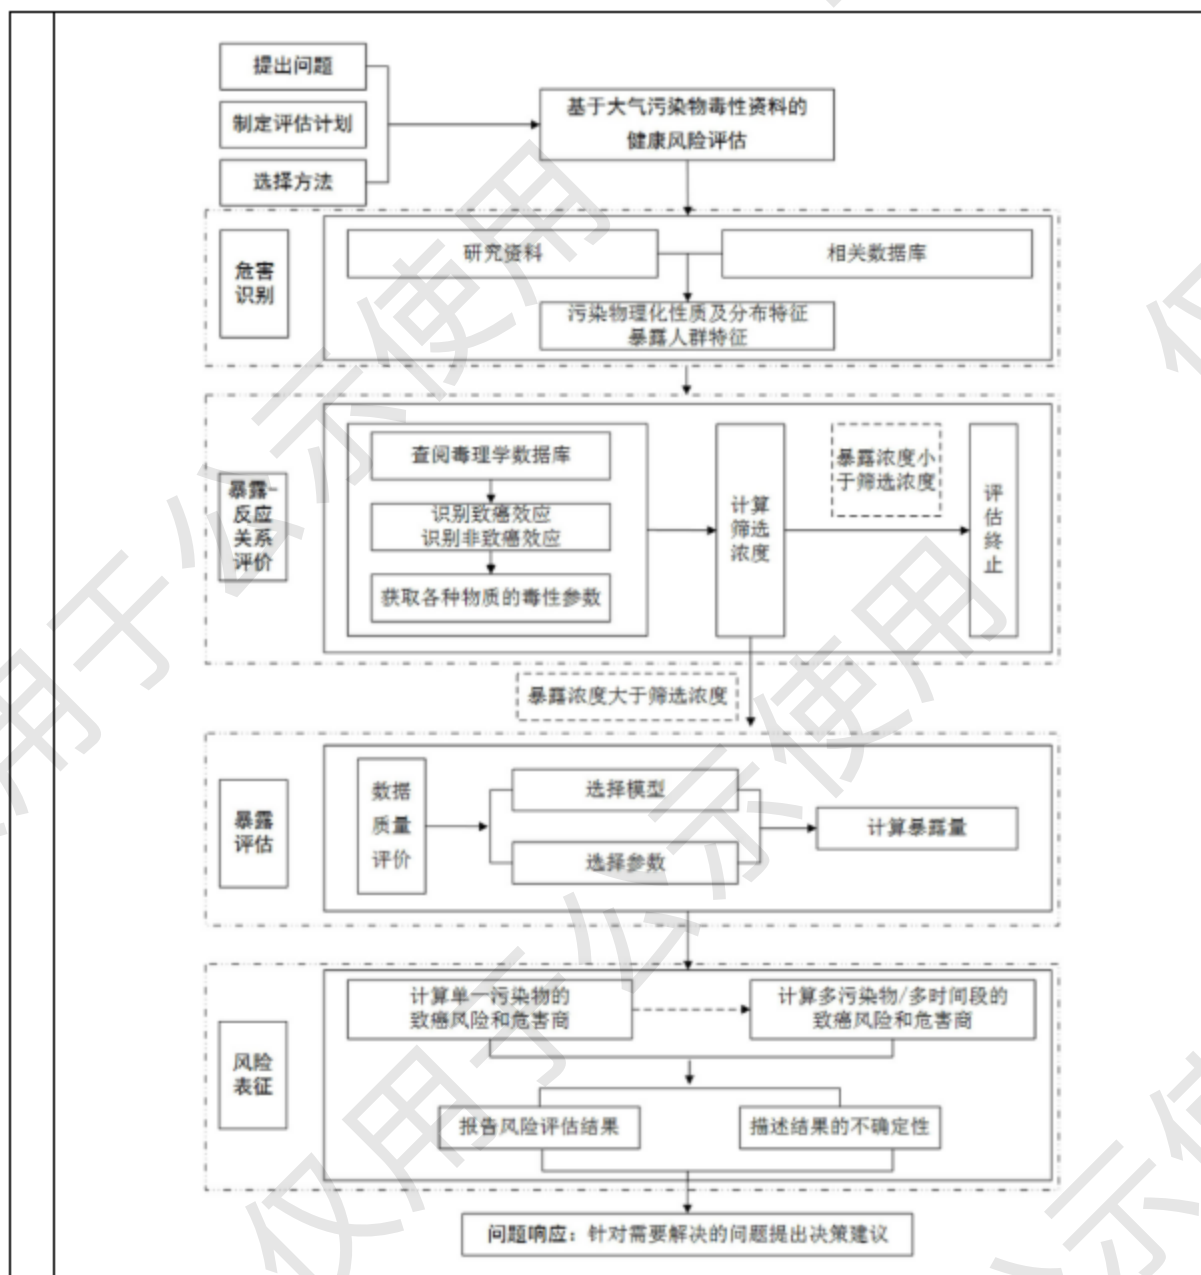 提出问题
制定评估计划
选择方法
基于大气污染物毒性资料的
健康风险评估
危害
识别
研究资料
相关数据库
污染物理化性质及分布特征
暴露人群特征
暴露-
反应
关系
评价
查阅毒理学数据库
识别致癌效应
识别非致癌效应
获取各种物质的毒性参数
计算
筛选
浓度
暴露浓度小
于筛选浓度
评
估
终
止
暴露浓度大于筛选浓度
暴露
评估
数据
质量
评价
选择模型
选择参数
计算暴露量
风险
表征
计算单一污染物的
致癌风险和危害商
计算多污染物/多时间段的
致癌风险和危害商
报告风险评估结果
描述结果的不确定性
问题响应：针对需要解决的问题提出决策建议
仅用于公示使用